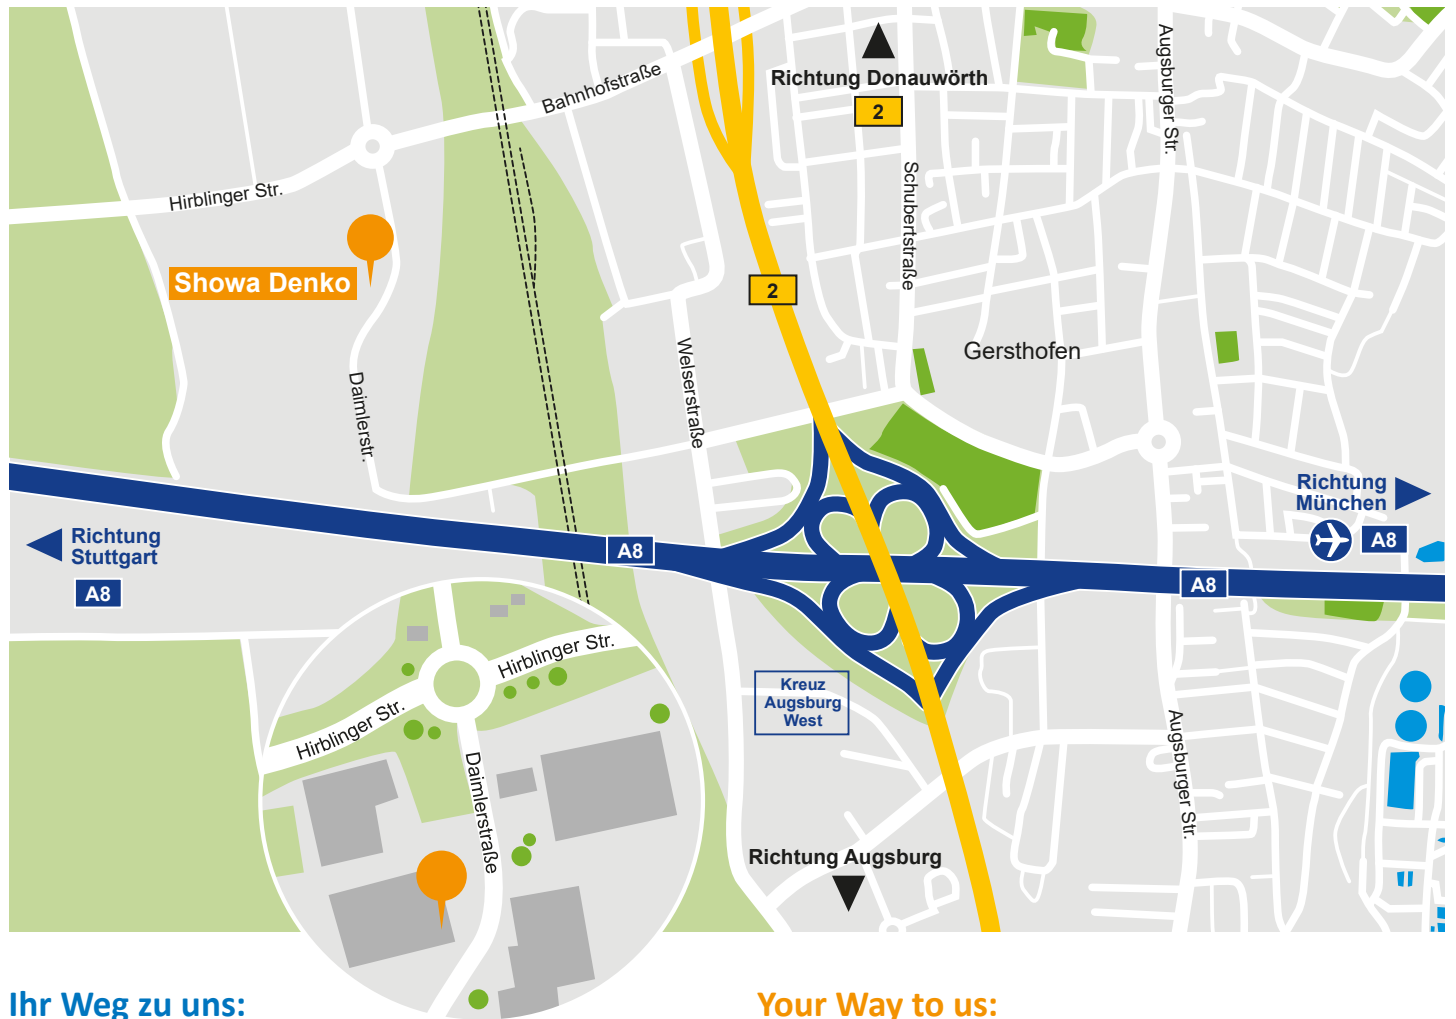 Richtung Donauwörth
2
Bahnhofstraße
Augsburger Str.
Hirblinger Str.
Schubertstraße
Showa Denko
2
Gersthofen
Welserstraße
Daimlerstr.
Richtung
Stuttgart
A8
A8
Richtung
München
A8
A8
Hirblinger Str.
Hirblinger Str.
Daimlerstraße
Kreuz
Augsburg
West
Augsburger Str.
Richtung Augsburg
Ihr Weg zu uns:
Your Way to us: